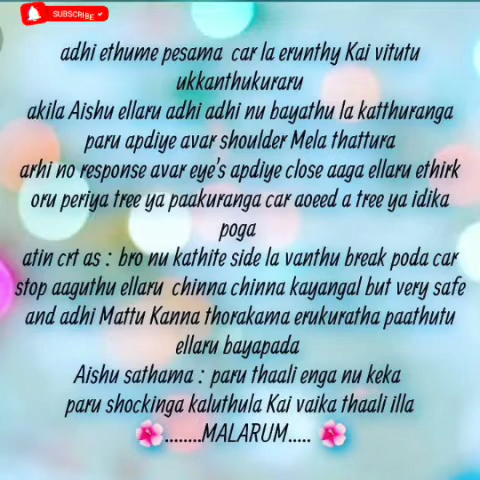 SUBSCRIBE
adhi ethume pesama car la erunthy Kai vitutu
ukkanthukuraru
akila Aishu ellaru adhi adhi nu bayathu la katthuranga
paru apdiye avar shoulder Mela thattura
arhi no response avar eye's apdiye close aaga ellaru ethirk
oru periya tree ya paakuranga car aoeed a tree ya idika
poga
atin crt as : bro nu kathite side la vanthu break poda car
stop aaguthu ellaru chinna chinna kayangal but very safe
and adhi Mattu Kanna thorakama erukuratha paathutu
ellaru bayapada
Aishu sathama : paru thaali enga nu keka
paru shockinga kaluthula Kai vaika thaali illa
........MALARUM.....